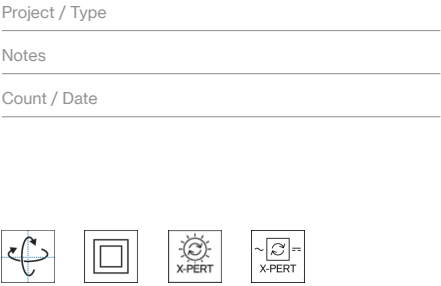 Project / Type
Notes
Count / Date
X-PERT
X-PERT